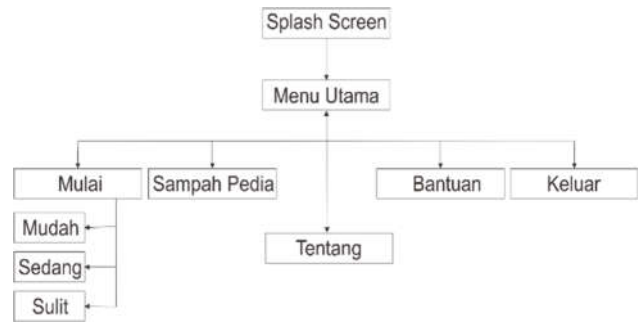 Splash Screen
Menu Utama
Mulai
Sampah Pedia
Bantuan
Keluar
Mudah
Tentang
Sedang
Sulit